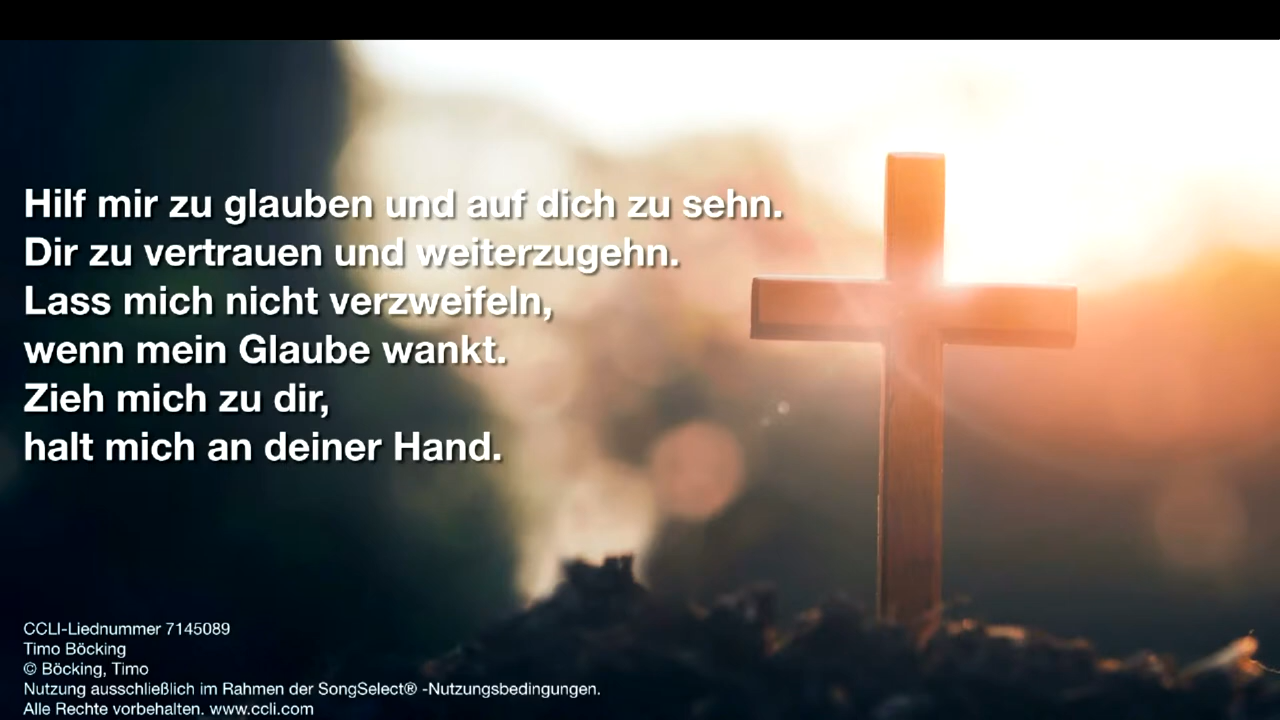 Hilf mir zu glauben und auf dich zu sehn.
Dir zu vertrauen und weiterzugehn.
Lass mich nicht verzweifeln,
wenn mein Glaube wankt.
Zieh mich zu dir,
halt mich an deiner Hand.
CCLI-Liednummer 7145089
Timo Böcking
© Böcking, Timo
Nutzung ausschließlich im Rahmen der SongSelect® -Nutzungsbedingungen.
Alle Rechte vorbehalten. www.ccli.com